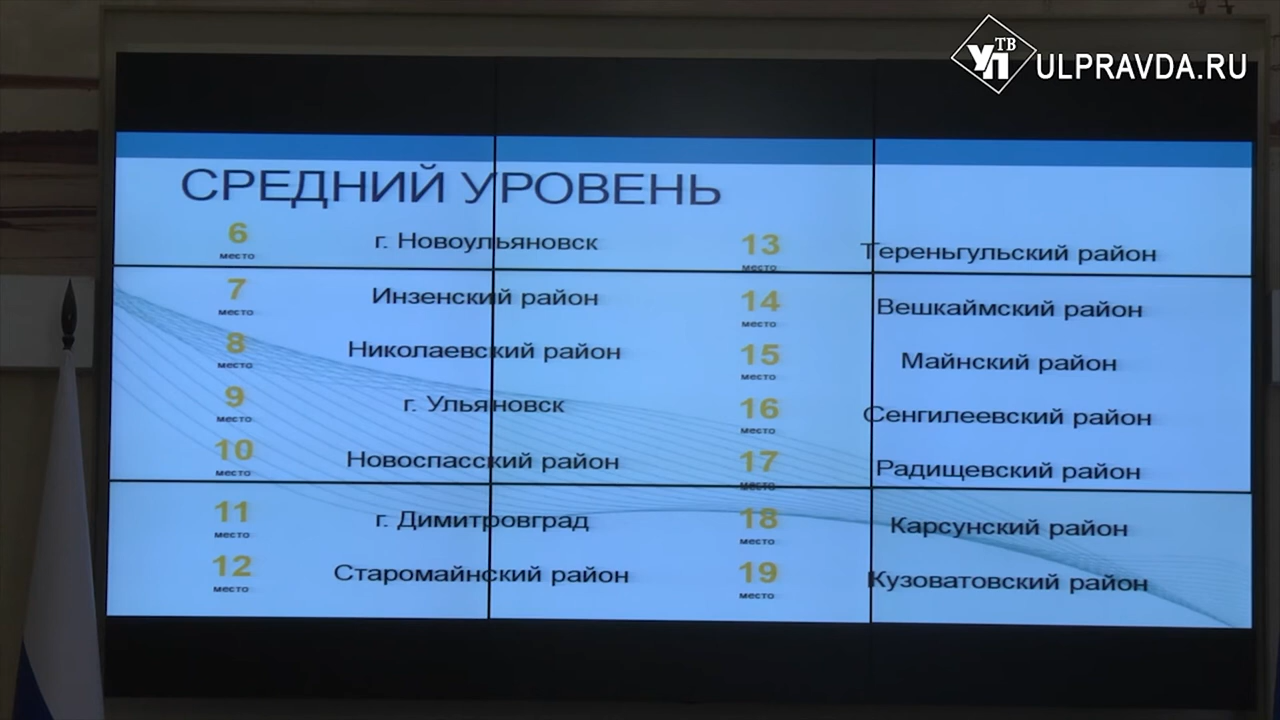 УП ТВ ULPRAVDA.RU
СРЕДНИЙ УРОВЕНЬ
6 место г. Новоульяновск
7 место Инзенский район
8 место Николаевский район
9 место г. Ульяновск
10 место Новоспасский район
11 место г. Димитровград
12 место Старомайнский район
13 место Тереньгульский район
14 место Вешкаймский район
15 место Майнский район
16 место Сенгилеевский район
17 место Радищевский район
18 место Карсунский район
19 место Кузоватовский район